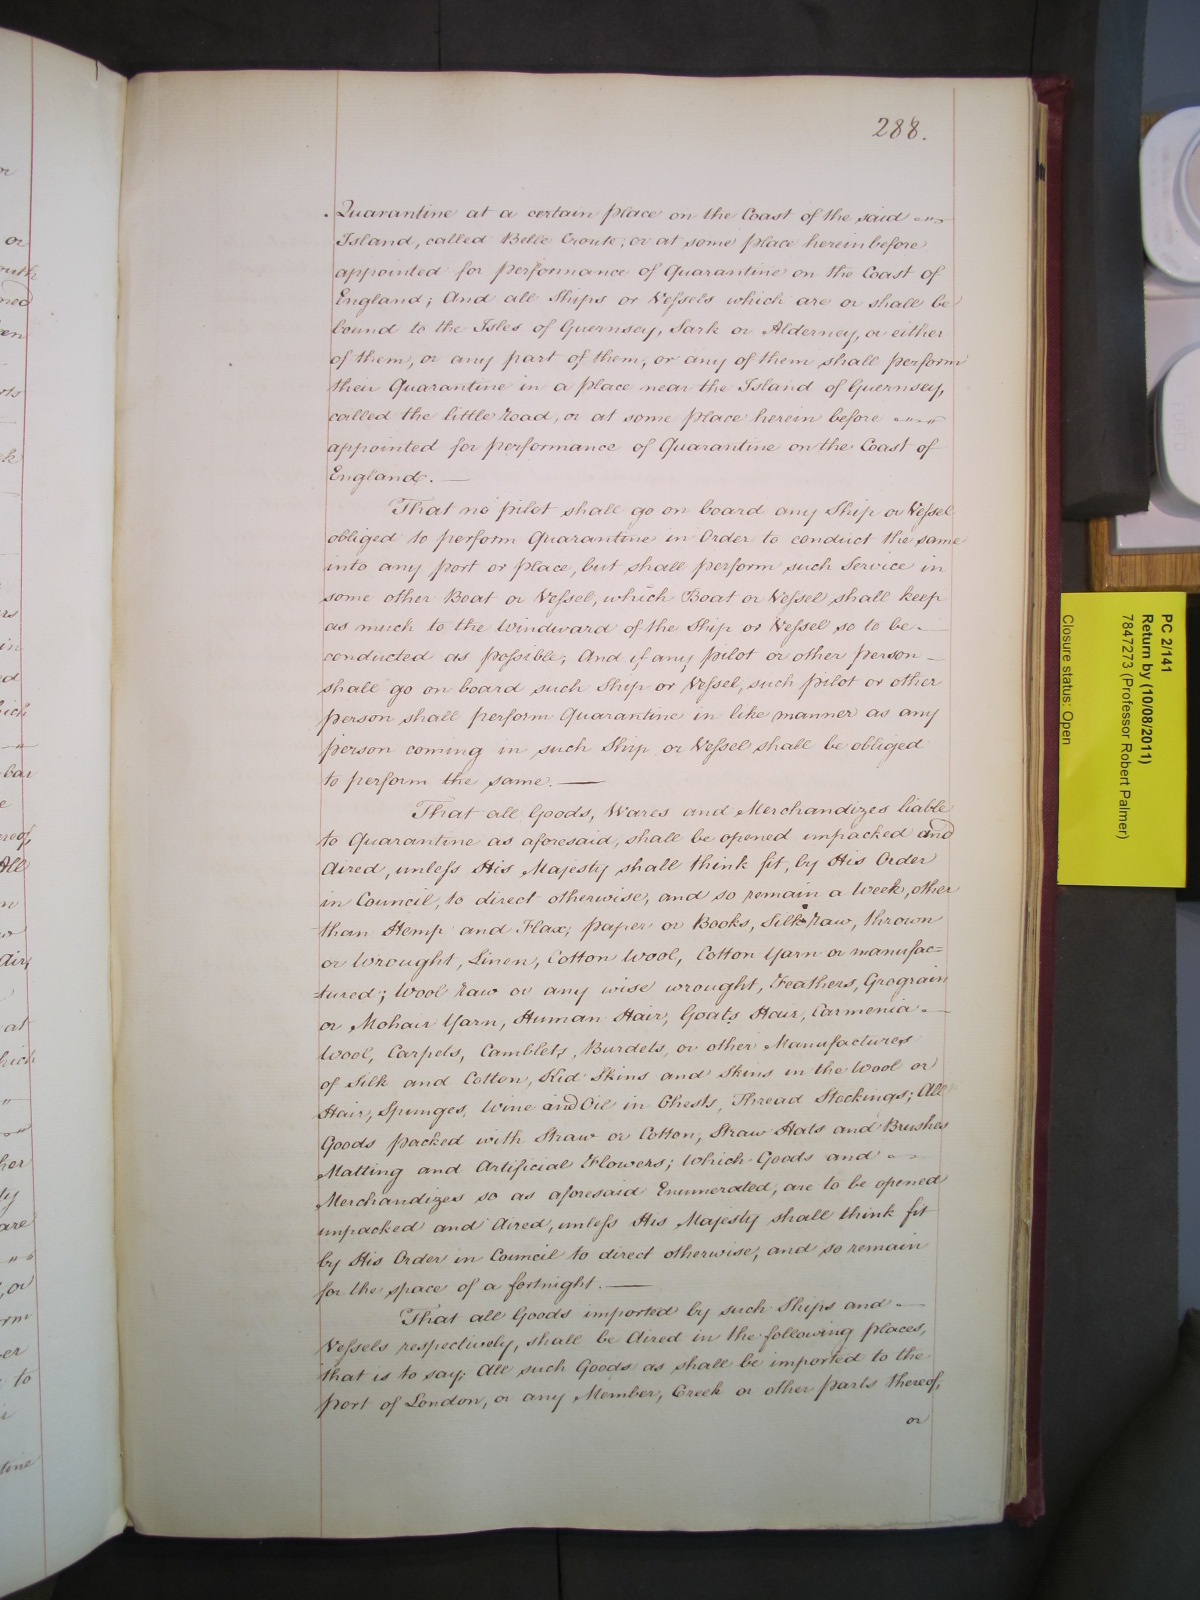 288.
Quarantine at a certain place on the Coast of the said
Island, called Belle Croute; or at some place herein before
appointed for performance of Quarantine on the Coast of
England; And all Ships or Vessels which are or shall be
bound to the Isles of Guernsey, Sark or Alderney, or either
of them, or any part of them, or any of them shall perform
their Quarantine in a place near the Island of Guernsey,
called the little Road, or at some place herein before
appointed for performance of Quarantine on the Coast of
England. —
That no pilot shall go on board any Ship or Vessel
obliged to perform Quarantine in Order to conduct the same
into any port or place, but shall perform such Service in
some other Boat or Vessel, which Boat or Vessel shall keep
as much to the Windward of the Ship or Vessel so to be —
conducted as possible; And if any pilot or other person —
shall go on board such Ship or Vessel, such pilot or other
person shall perform Quarantine in like manner as any
person coming in such Ship or Vessel shall be obliged
to perform the same. —
That all Goods, Wares and Merchandizes liable
to Quarantine as aforesaid, shall be opened unpacked and
Aired, unless His Majesty shall think fit, by His Order
in Council, to direct otherwise, and so remain a Week, other
than Hemp and Flax; paper or Books, Silk Raw, thrown
or Wrought, Linen, Cotton Wool, Cotton Yarn or manufac=
tured; Wool Raw or any wise wrought, Feathers, Grograin
or Mohair Yarn, Human Hair, Goats Hair, Carmenia —
Wool, Carpets, Camblets, Burdets, or other Manufactures
of Silk and Cotton, Kid Skins and Skins in the Wool or
Hair, Spunges, Wine and Oil in Chests, Thread Stockings; All
Goods packed with Straw or Cotton, Straw Hats and Brushes
Matting and Artificial Flowers; which Goods and
Merchandizes so as aforesaid Enumerated, are to be opened
unpacked and Aired, unless His Majesty shall think fit
by His Order in Council to direct otherwise, and so remain
for the space of a fortnight. —
That all Goods imported by such Ships and —
Vessels respectively, shall be Aired in the following places,
that is to say; All such Goods as shall be imported to the
port of London, or any Member, Creek or other parts thereof,
or
PC 2/141
Return by (10/08/2011)
7847273 (Professor Robert Palmer)
Closure status: Open